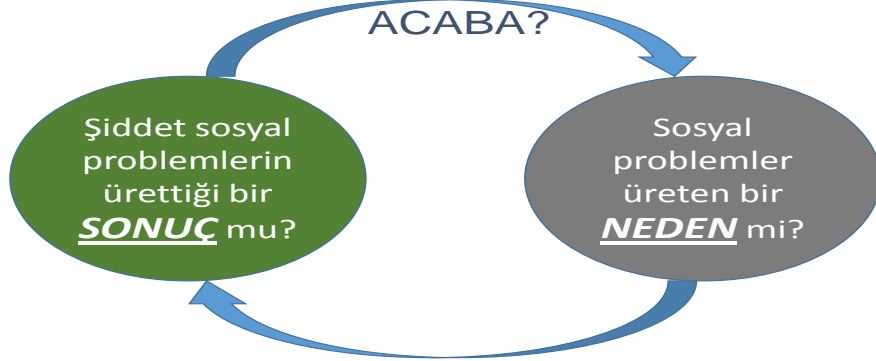 ACABA?
Şiddet sosyal
problemlerin
ürettiği bir
SONUÇ mu?
Sosyal
problemler
üreten bir
NEDEN mi?